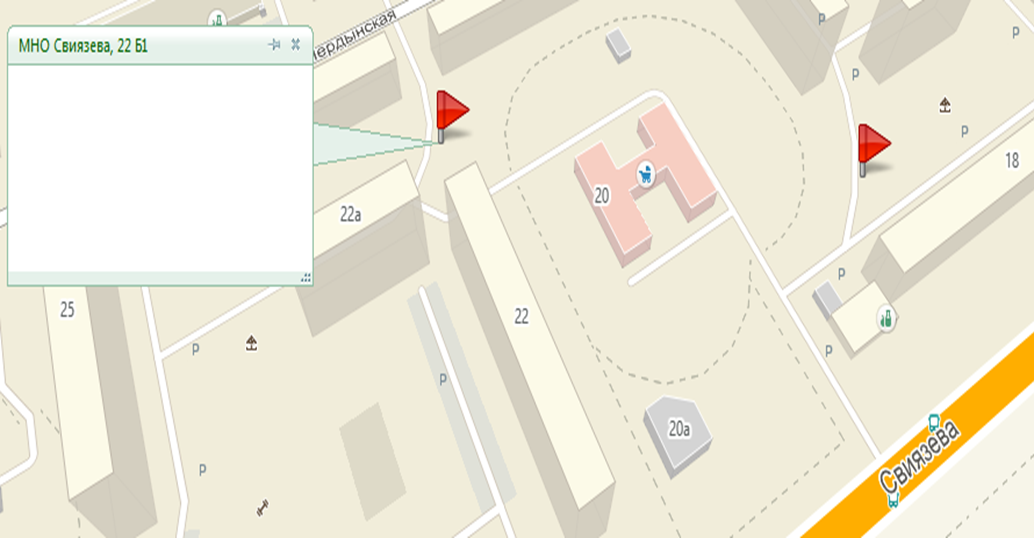 МНО Свиязева, 22 Б1
ердынская
P
P
P
P
18
20
22а
25
22
P
P
P
P
P
20а
Свиязева